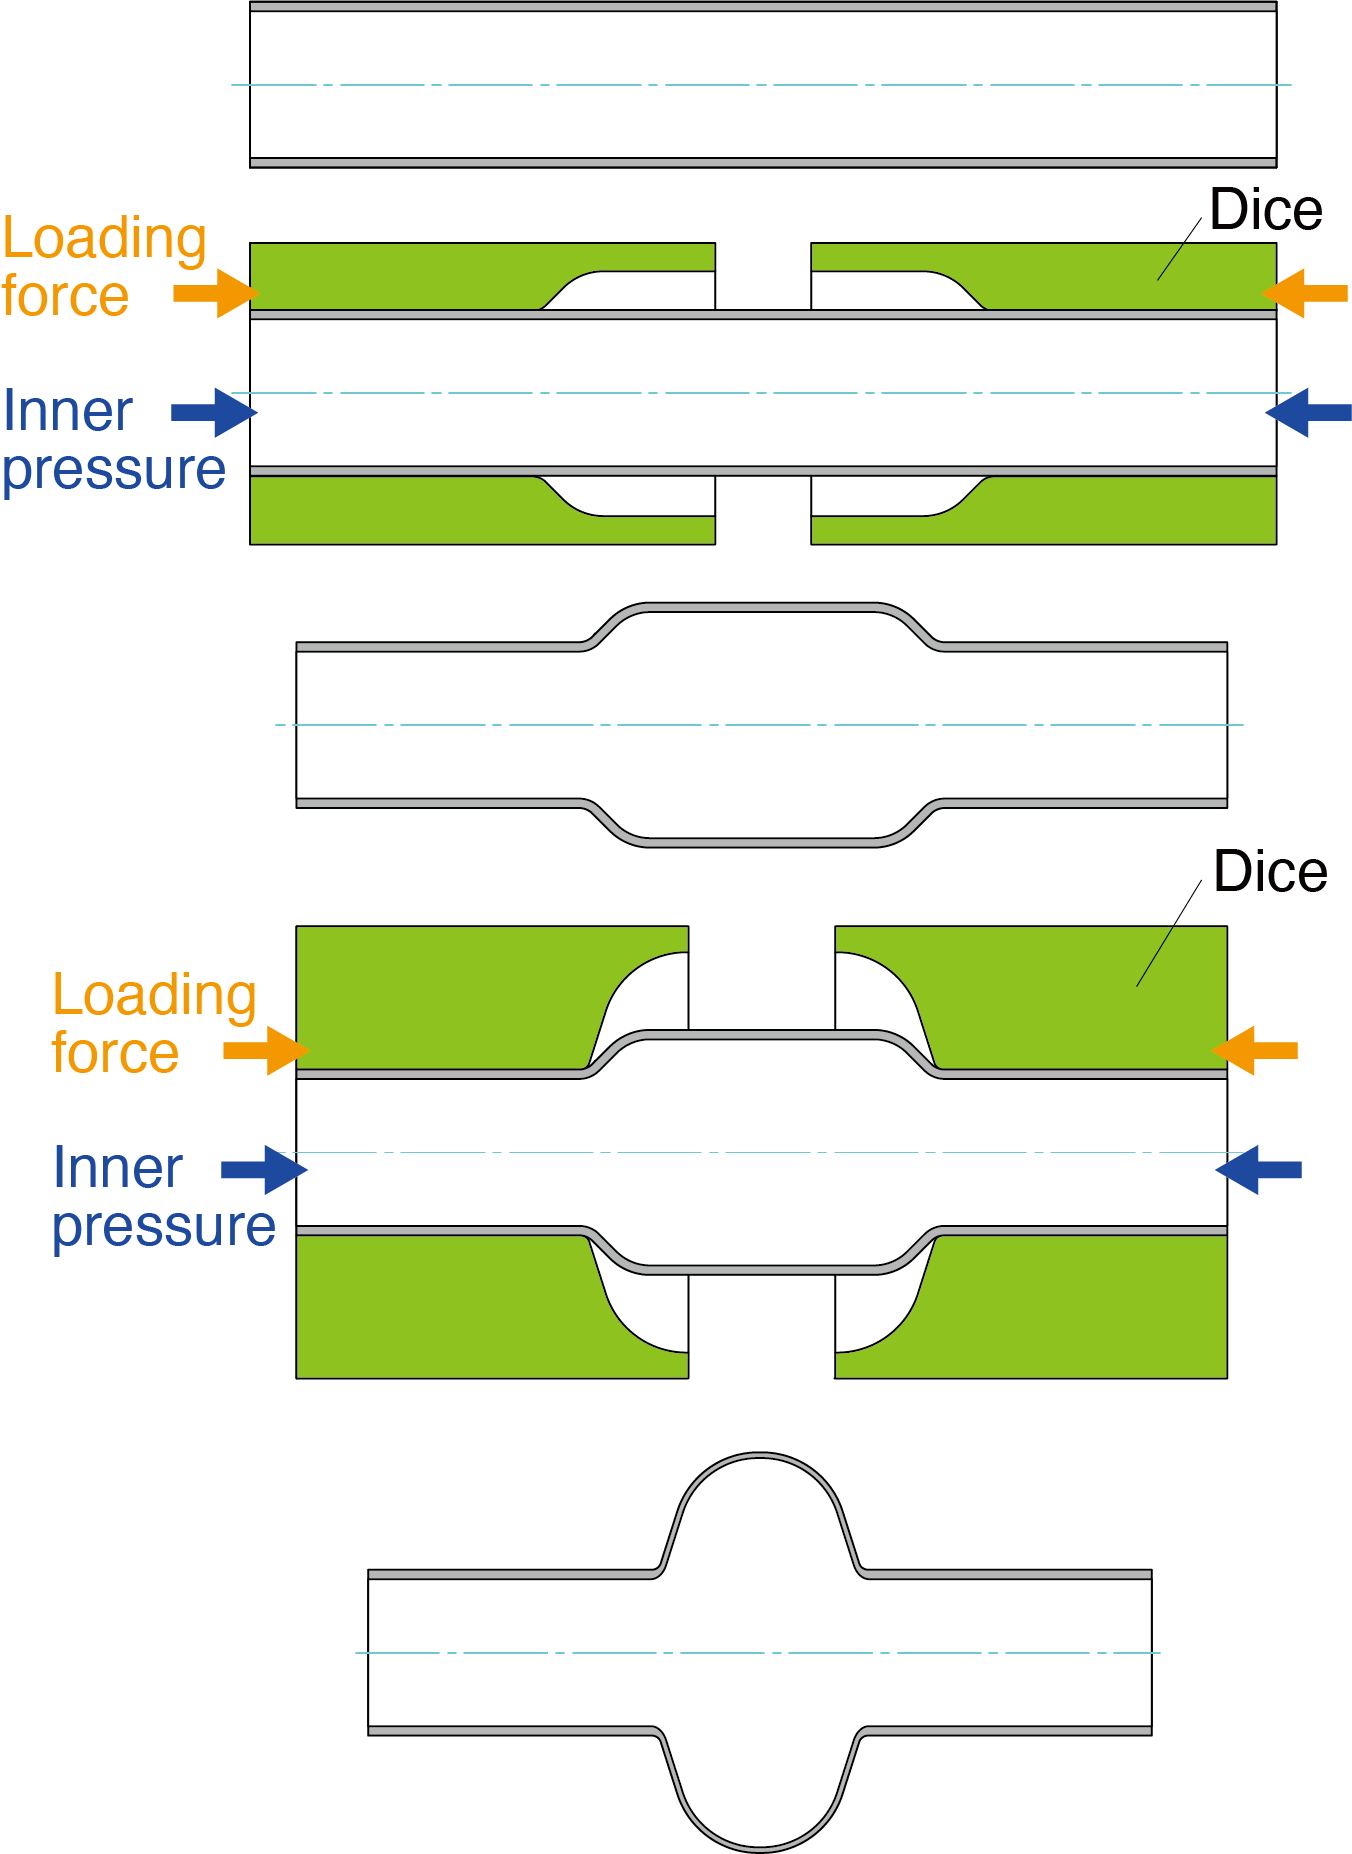 Dice
Loading
force
Inner
pressure
Dice
Loading
force
Inner
pressure